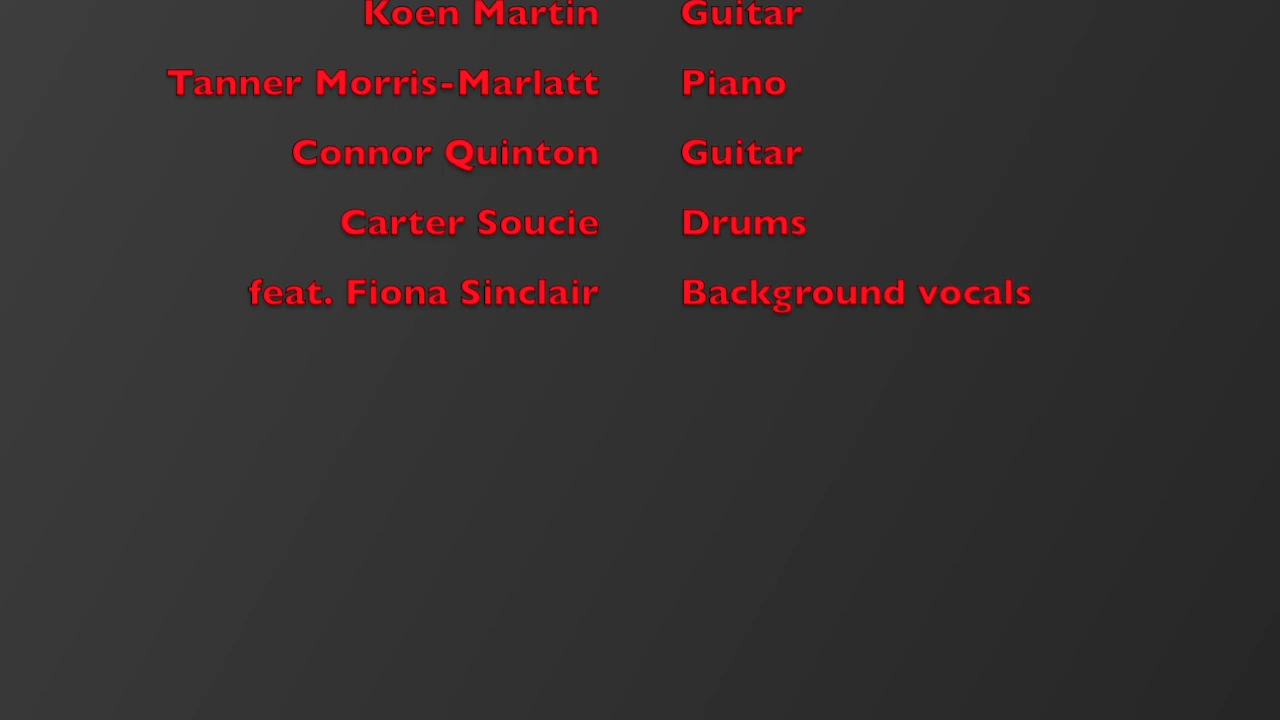 Koen Martin Guitar
Tanner Morris-Marlatt Piano
Connor Quinton Guitar
Carter Soucie Drums
feat. Fiona Sinclair Background vocals